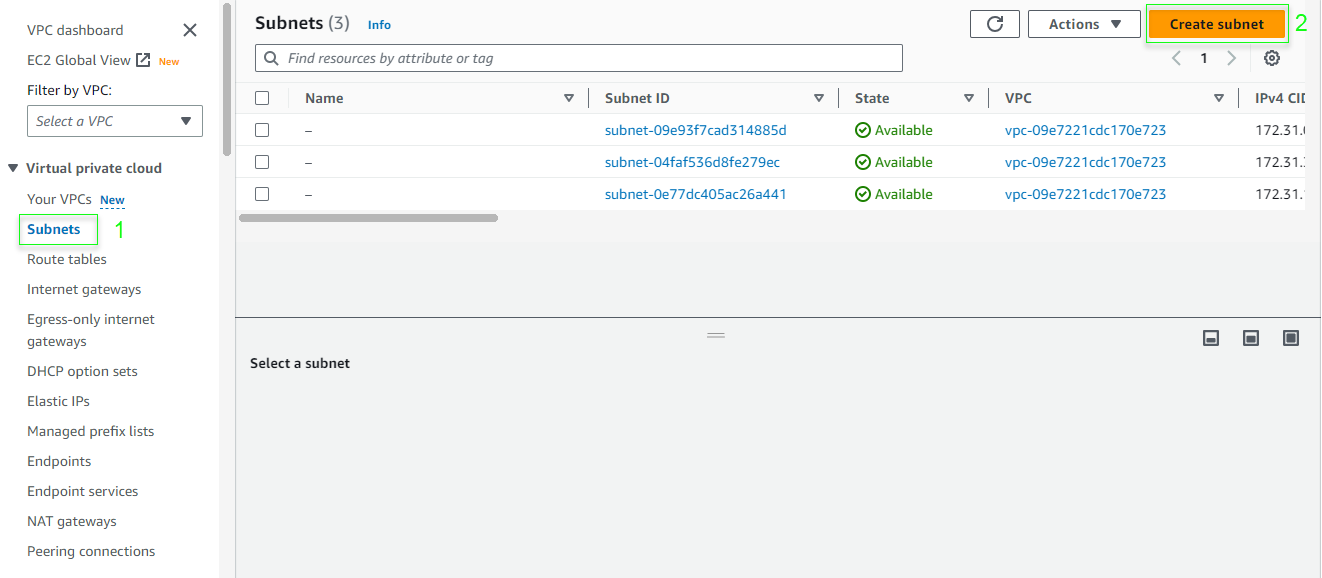 VPC dashboard
EC2 Global View New
Filter by VPC:
Select a VPC
Virtual private cloud
Your VPCs New
Subnets 1
Route tables
Internet gateways
Egress-only internet
gateways
DHCP option sets
Elastic IPs
Managed prefix lists
Endpoints
Endpoint services
NAT gateways
Peering connections
Subnets (3) Info
Actions
Create subnet 2
Find resources by attribute or tag
1
Name Subnet ID State VPC IPv4 CID
– subnet-09e93f7cad314885d Available vpc-09e7221cdc170e723 172.31.
– subnet-04faf536d8fe279ec Available vpc-09e7221cdc170e723 172.31.
– subnet-0e77dc405ac26a441 Available vpc-09e7221cdc170e723 172.31.
Select a subnet